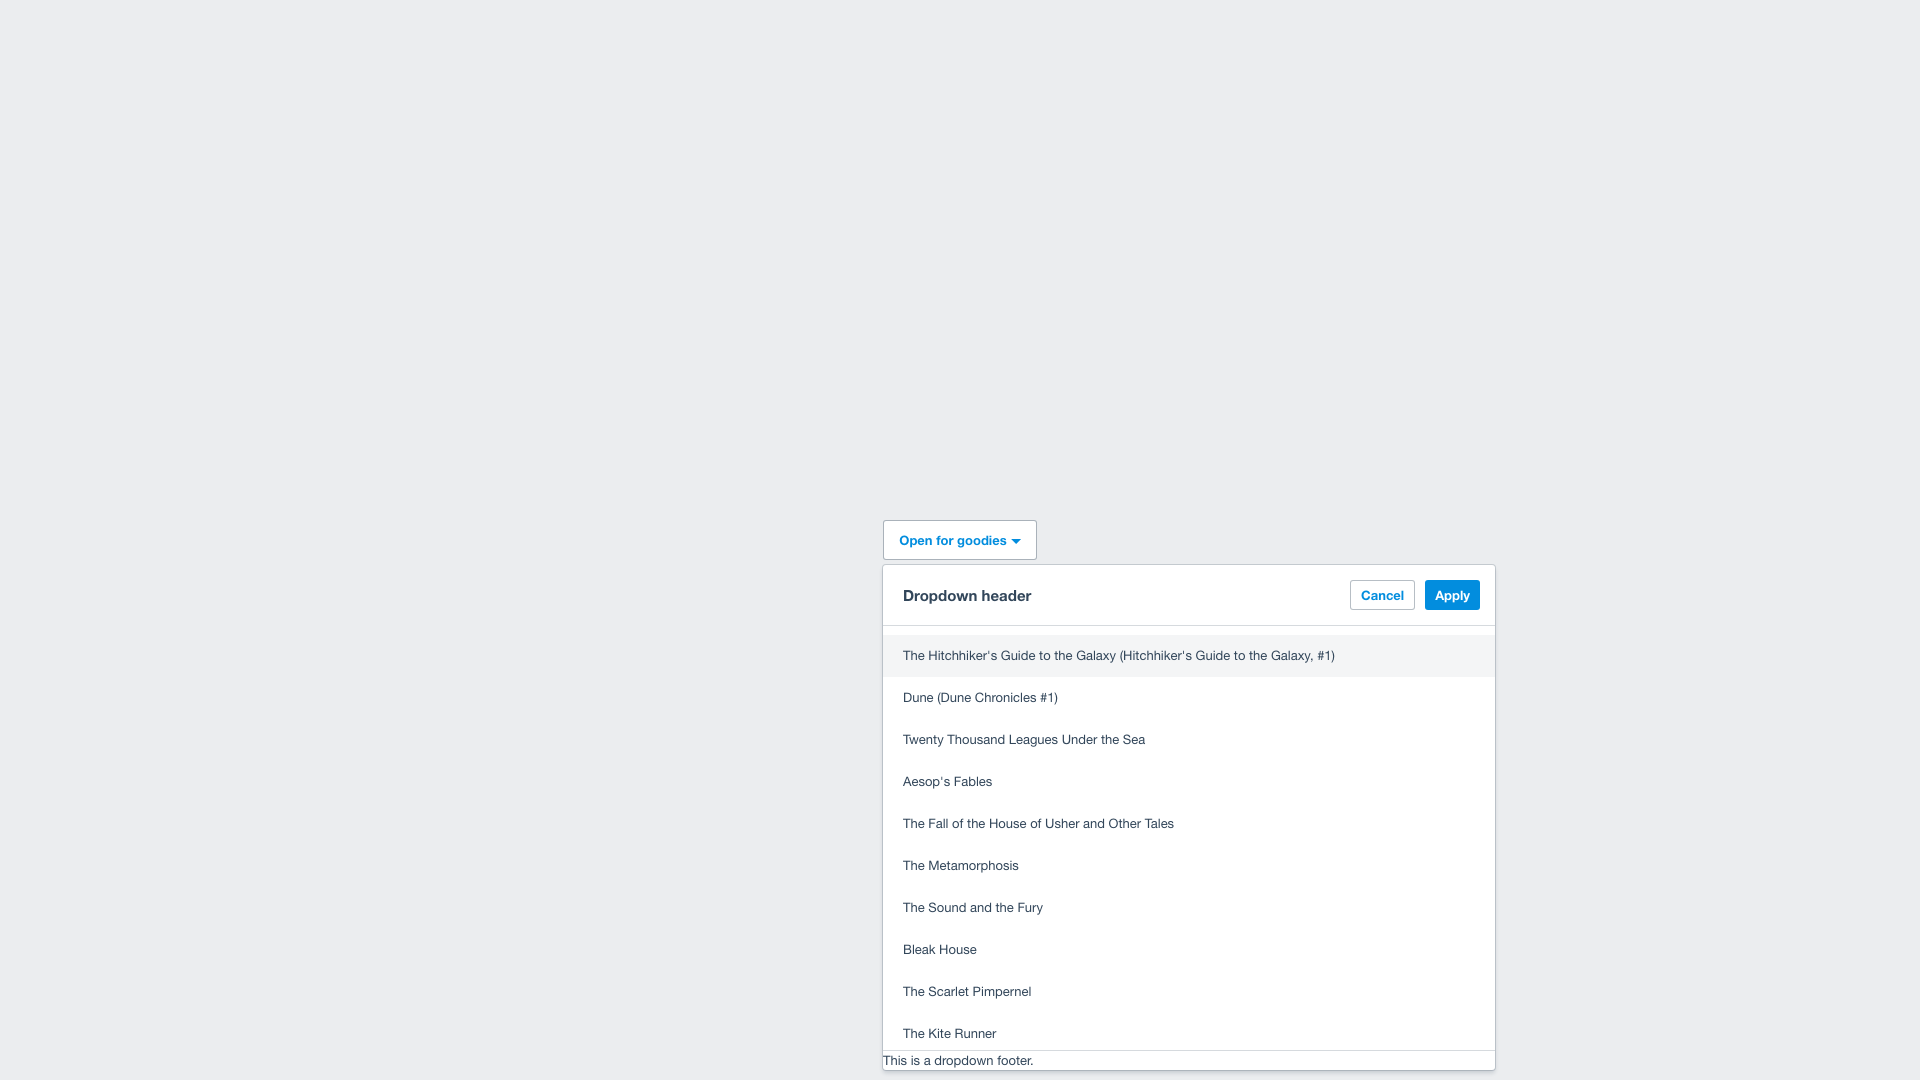 Open for goodies
Dropdown header
Cancel
Apply
The Hitchhiker's Guide to the Galaxy (Hitchhiker's Guide to the Galaxy, #1)
Dune (Dune Chronicles #1)
Twenty Thousand Leagues Under the Sea
Aesop's Fables
The Fall of the House of Usher and Other Tales
The Metamorphosis
The Sound and the Fury
Bleak House
The Scarlet Pimpernel
The Kite Runner
This is a dropdown footer.